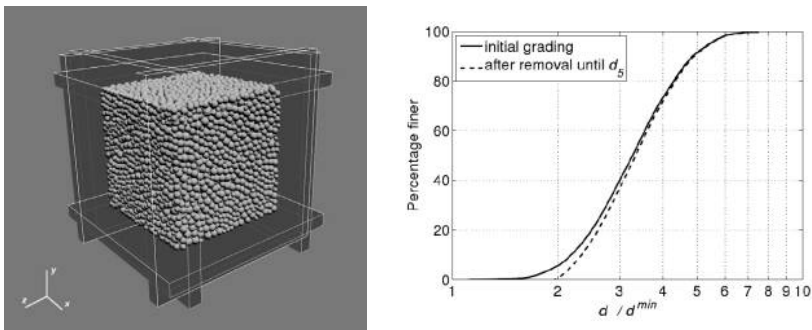 y
z
x
initial grading
after removal until d5
Percentage finer
100
80
60
40
20
0
1 2 3 4 5 6 7 8 9 10
d / d^min